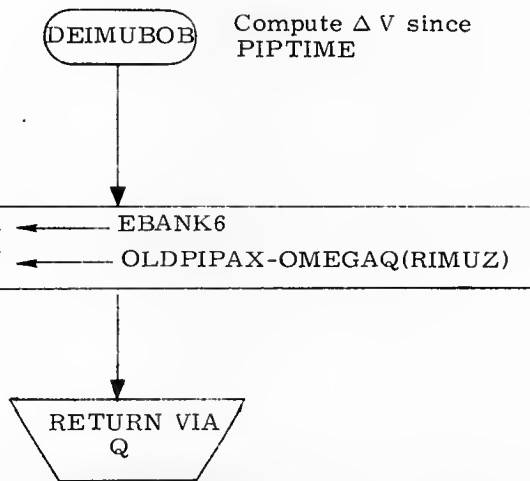 DEIMUBOB
Compute Δ V since
PIPTIME
EBANK6
OLDPIPAX-OMEGAQ(RIMUZ)
RETURN VIA
Q